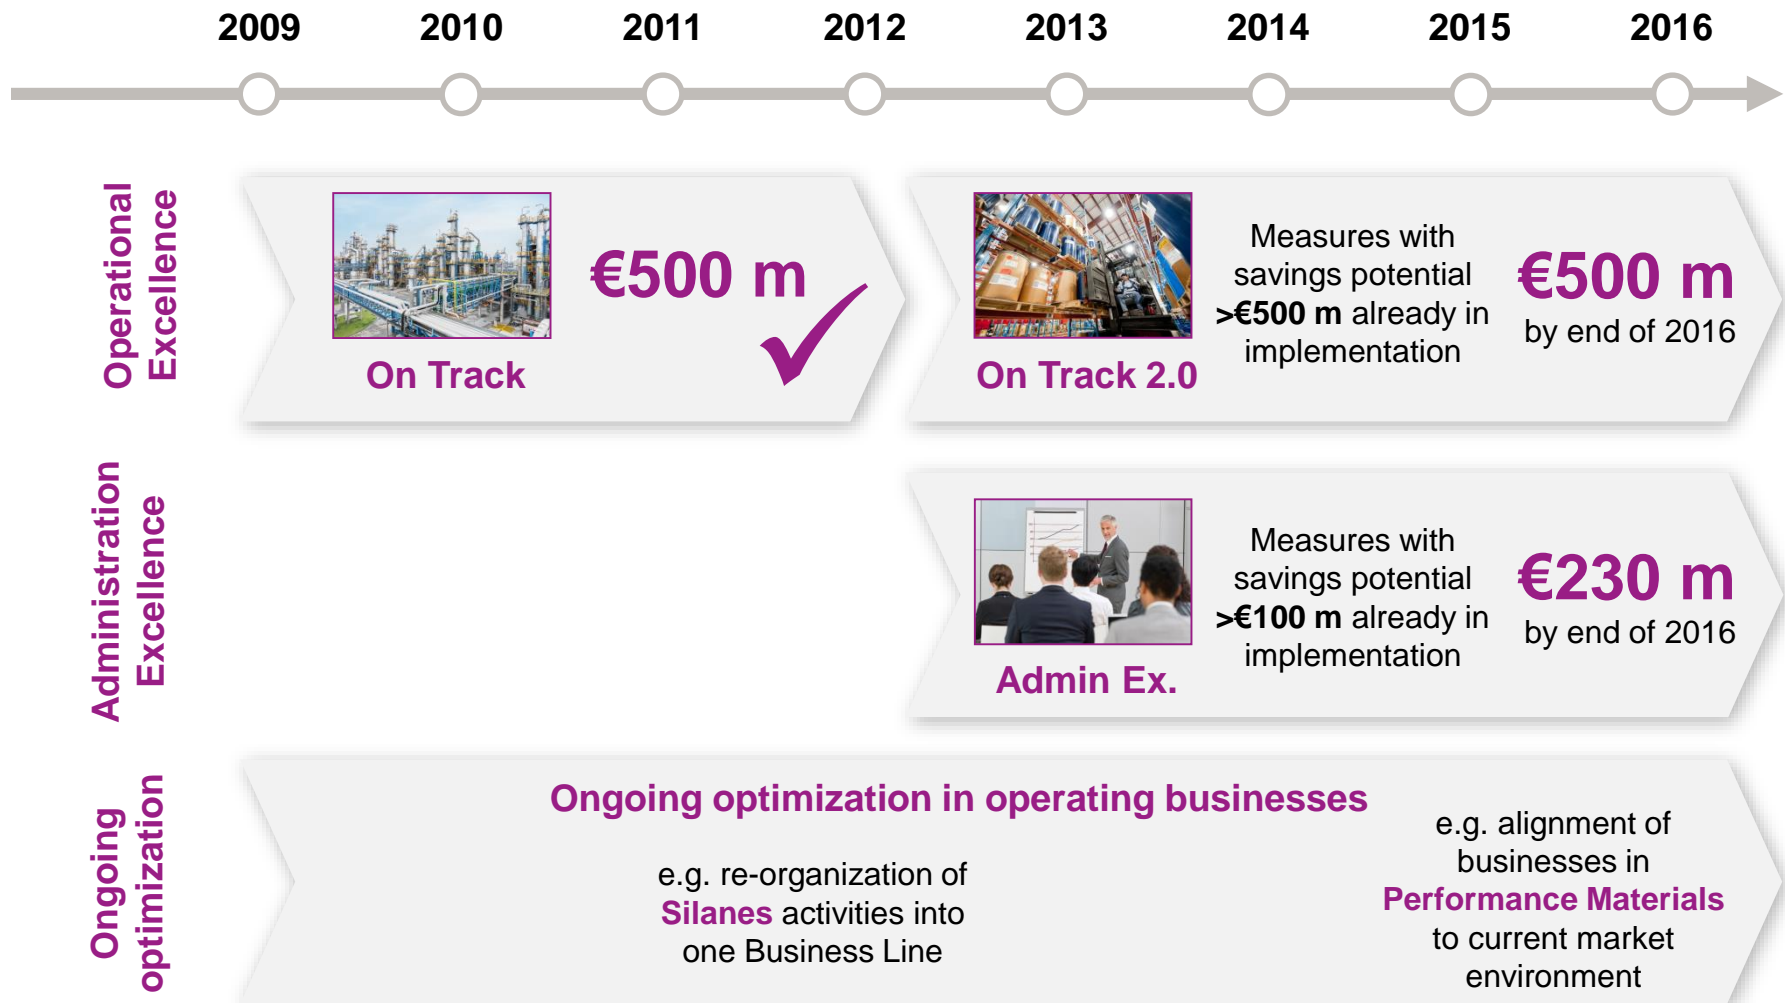 2009 2010 2011 2012 2013 2014 2015 2016
Operational
Excellence
€500 m
On Track
On Track 2.0
Measures with
savings potential
>€500 m already in
implementation
€500 m
by end of 2016
Administration
Excellence
Admin Ex.
Measures with
savings potential
>€100 m already in
implementation
€230 m
by end of 2016
Ongoing
optimization
Ongoing optimization in operating businesses
e.g. re-organization of
Silanes activities into
one Business Line
e.g. alignment of
businesses in
Performance Materials
to current market
environment